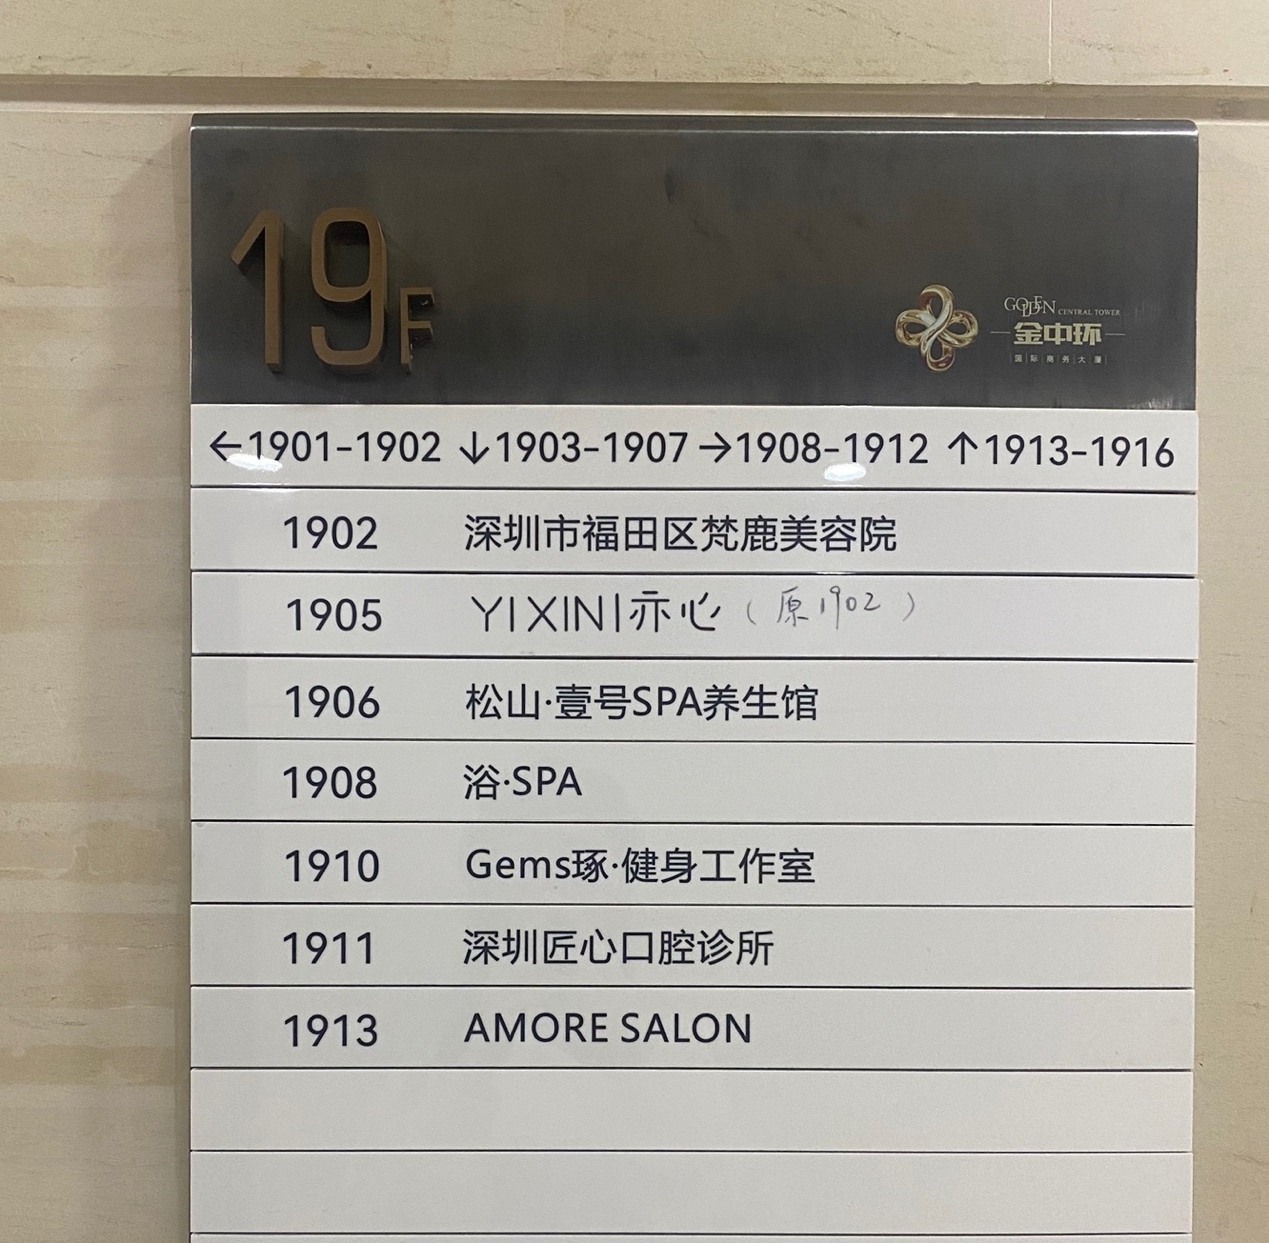 19F
GOLDEN CENTRAL TOWER
金中环
国际商务大厦
←1901-1902 ↓1903-1907 →1908-1912 ↑1913-1916
1902 深圳市福田区梵鹿美容院
1905 YIXIN|亦心（原1902）
1906 松山·壹号SPA养生馆
1908 浴·SPA
1910 Gems琢·健身工作室
1911 深圳匠心口腔诊所
1913 AMORE SALON